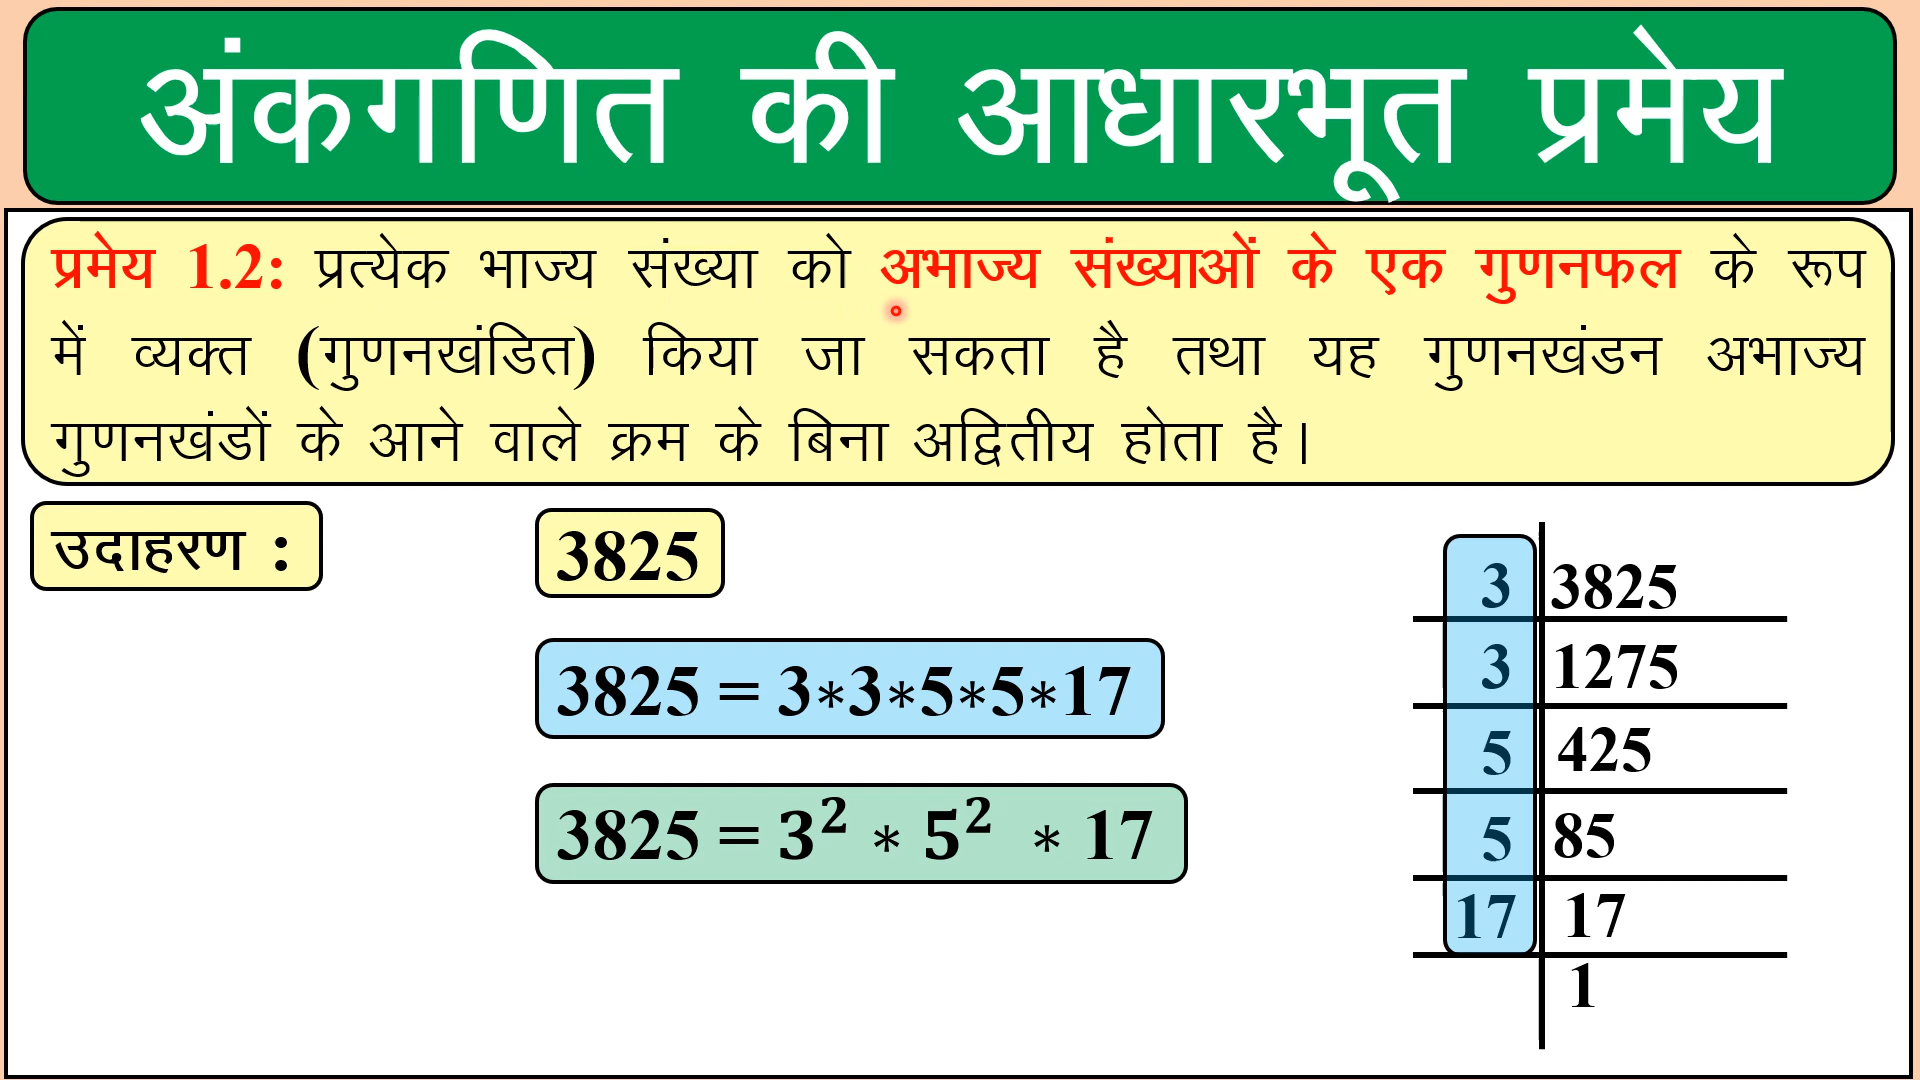 अंकगणित की आधारभूत प्रमेय
प्रमेय 1.2: प्रत्येक भाज्य संख्या को अभाज्य संख्याओं के एक गुणनफल के रूप
में व्यक्त (गुणनखंडित) किया जा सकता है तथा यह गुणनखंडन अभाज्य
गुणनखंडों के आने वाले क्रम के बिना अद्वितीय होता है।
उदाहरण :
3825
3825 = 3*3*5*5*17
3825 = 3² * 5² * 17
3 3825
3 1275
5 425
5 85
17 17
1